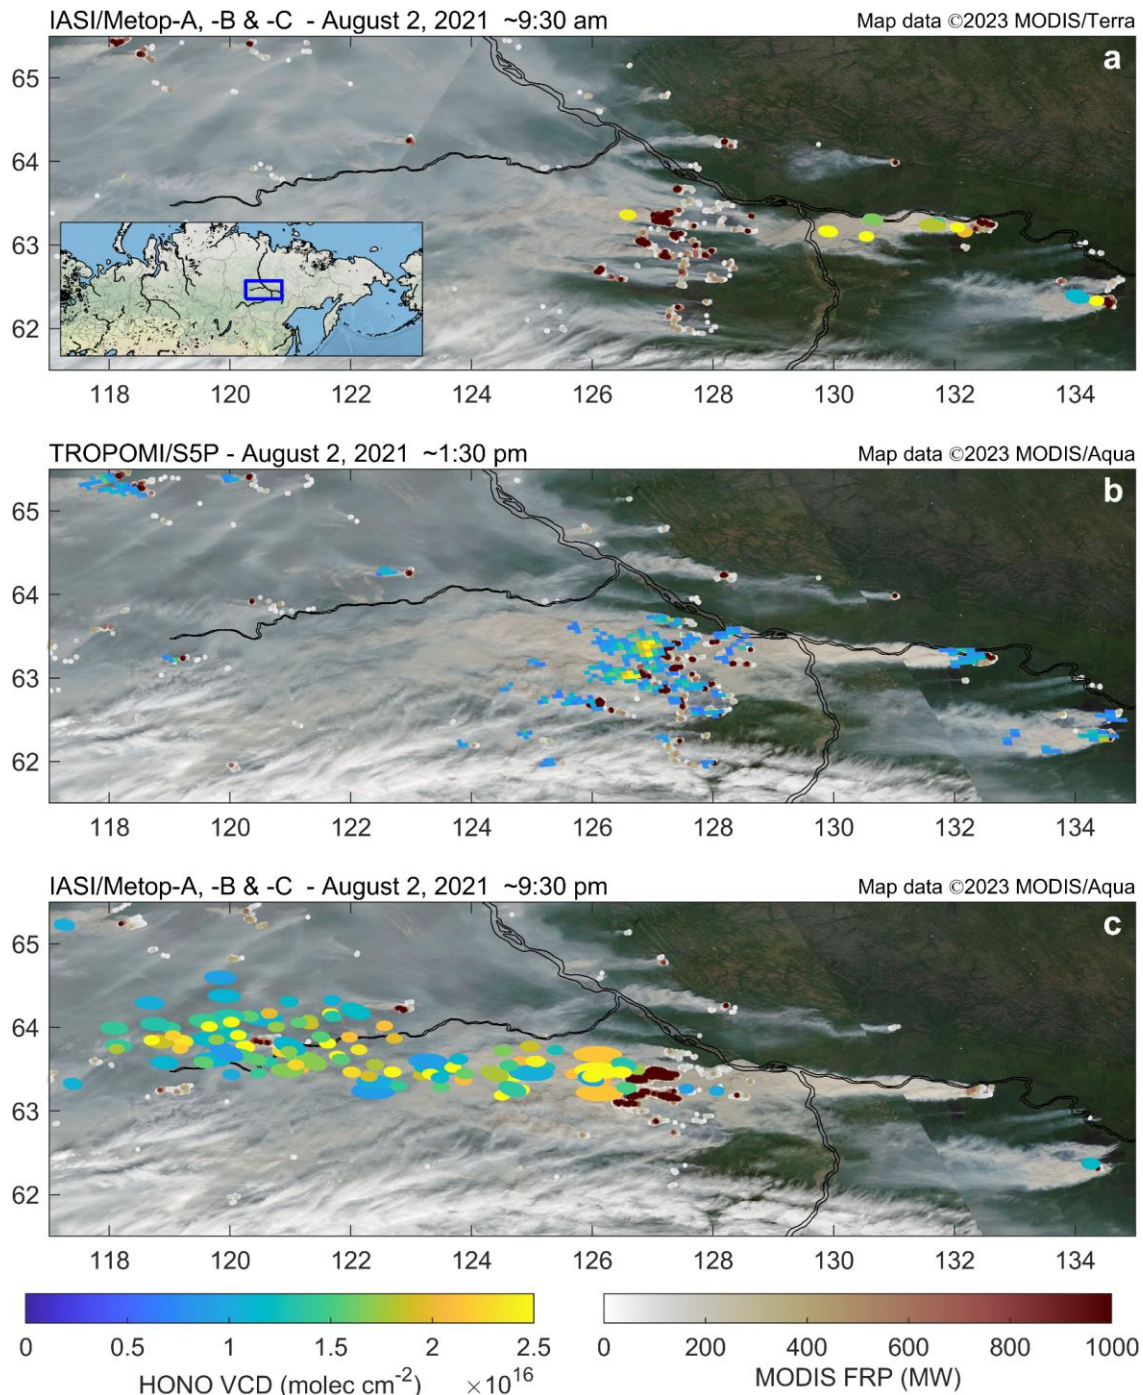 IASI/Metop-A, -B & -C - August 2, 2021 ~9:30 am Map data ©2023 MODIS/Terra
a
65
64
63
62
118 120 122 124 126 128 130 132 134
TROPOMI/S5P - August 2, 2021 ~1:30 pm Map data ©2023 MODIS/Aqua
b
65
64
63
62
118 120 122 124 126 128 130 132 134
IASI/Metop-A, -B & -C - August 2, 2021 ~9:30 pm Map data ©2023 MODIS/Aqua
c
65
64
63
62
118 120 122 124 126 128 130 132 134
0 0.5 1 1.5 2 2.5 0 200 400 600 800 1000
HONO VCD (molec cm⁻²) ×10¹⁶ MODIS FRP (MW)